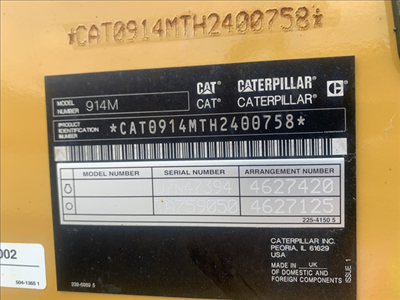 *CAT0914MTH2400758*
MODEL NUMBER 914M
CAT CATERPILLAR
CAT® CATERPILLAR®
PRODUCT IDENTIFICATION NUMBER *CAT0914MTH2400758*
MODEL NUMBER SERIAL NUMBER ARRANGEMENT NUMBER
4627420
4627125
225-4150 5
CATERPILLAR INC.
PEORIA, IL 61629
USA
MADE IN UK
OF DOMESTIC AND
FOREIGN COMPONENTS
ISSUE 1
002